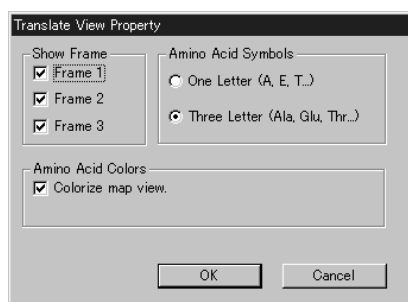 Translate View Property
Show Frame
Frame 1
Frame 2
Frame 3
Amino Acid Symbols
One Letter (A, E, T...)
Three Letter (Ala, Glu, Thr...)
Amino Acid Colors
Colorize map view.
OK
Cancel